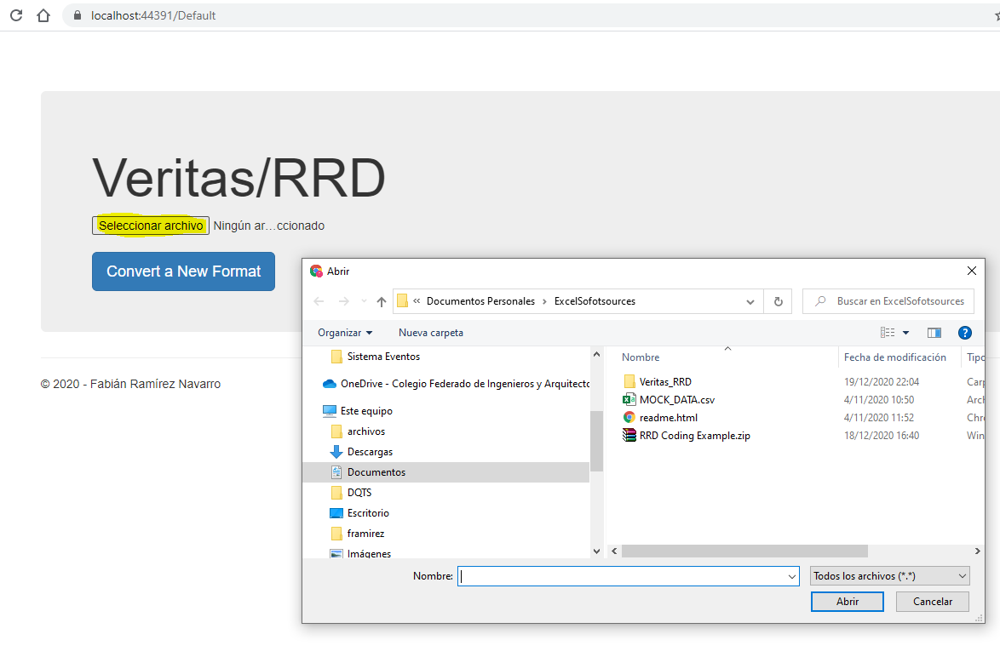 localhost:44391/Default
Veritas/RRD
Seleccionar archivo Ningún ar...ccionado
Convert a New Format
© 2020 - Fabián Ramírez Navarro
Abrir
« Documentos Personales › ExcelSofotsources
Buscar en ExcelSofotsources
Organizar Nueva carpeta
Sistema Eventos
OneDrive - Colegio Federado de Ingenieros y Arquitecto
Este equipo
archivos
Descargas
Documentos
DQTS
Escritorio
framirez
Imágenes
Nombre Fecha de modificación Tipo
Veritas_RRD 19/12/2020 22:04 Carp
MOCK_DATA.csv 4/11/2020 10:50 Arch
readme.html 4/11/2020 11:52 Chro
RRD Coding Example.zip 18/12/2020 16:40 Win
Nombre: Todos los archivos (*.*)
Abrir Cancelar